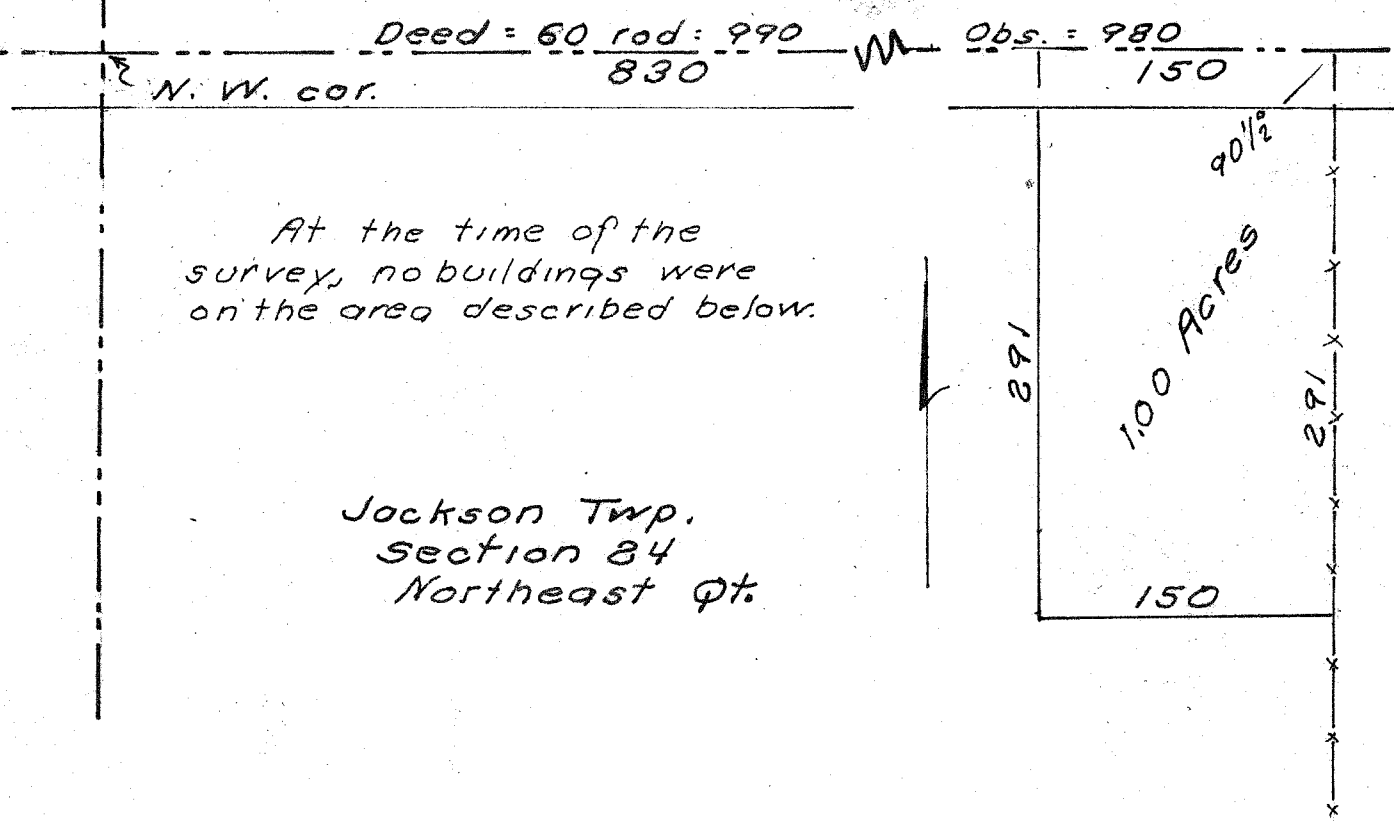 Deed = 60 rod = 990
Obs. = 980
830
150
N. W. cor.
90½°
At the time of the
survey, no buildings were
on the area described below.
291
1.00 Acres
291
Jackson Twp.
Section 24
Northeast Qt.
150